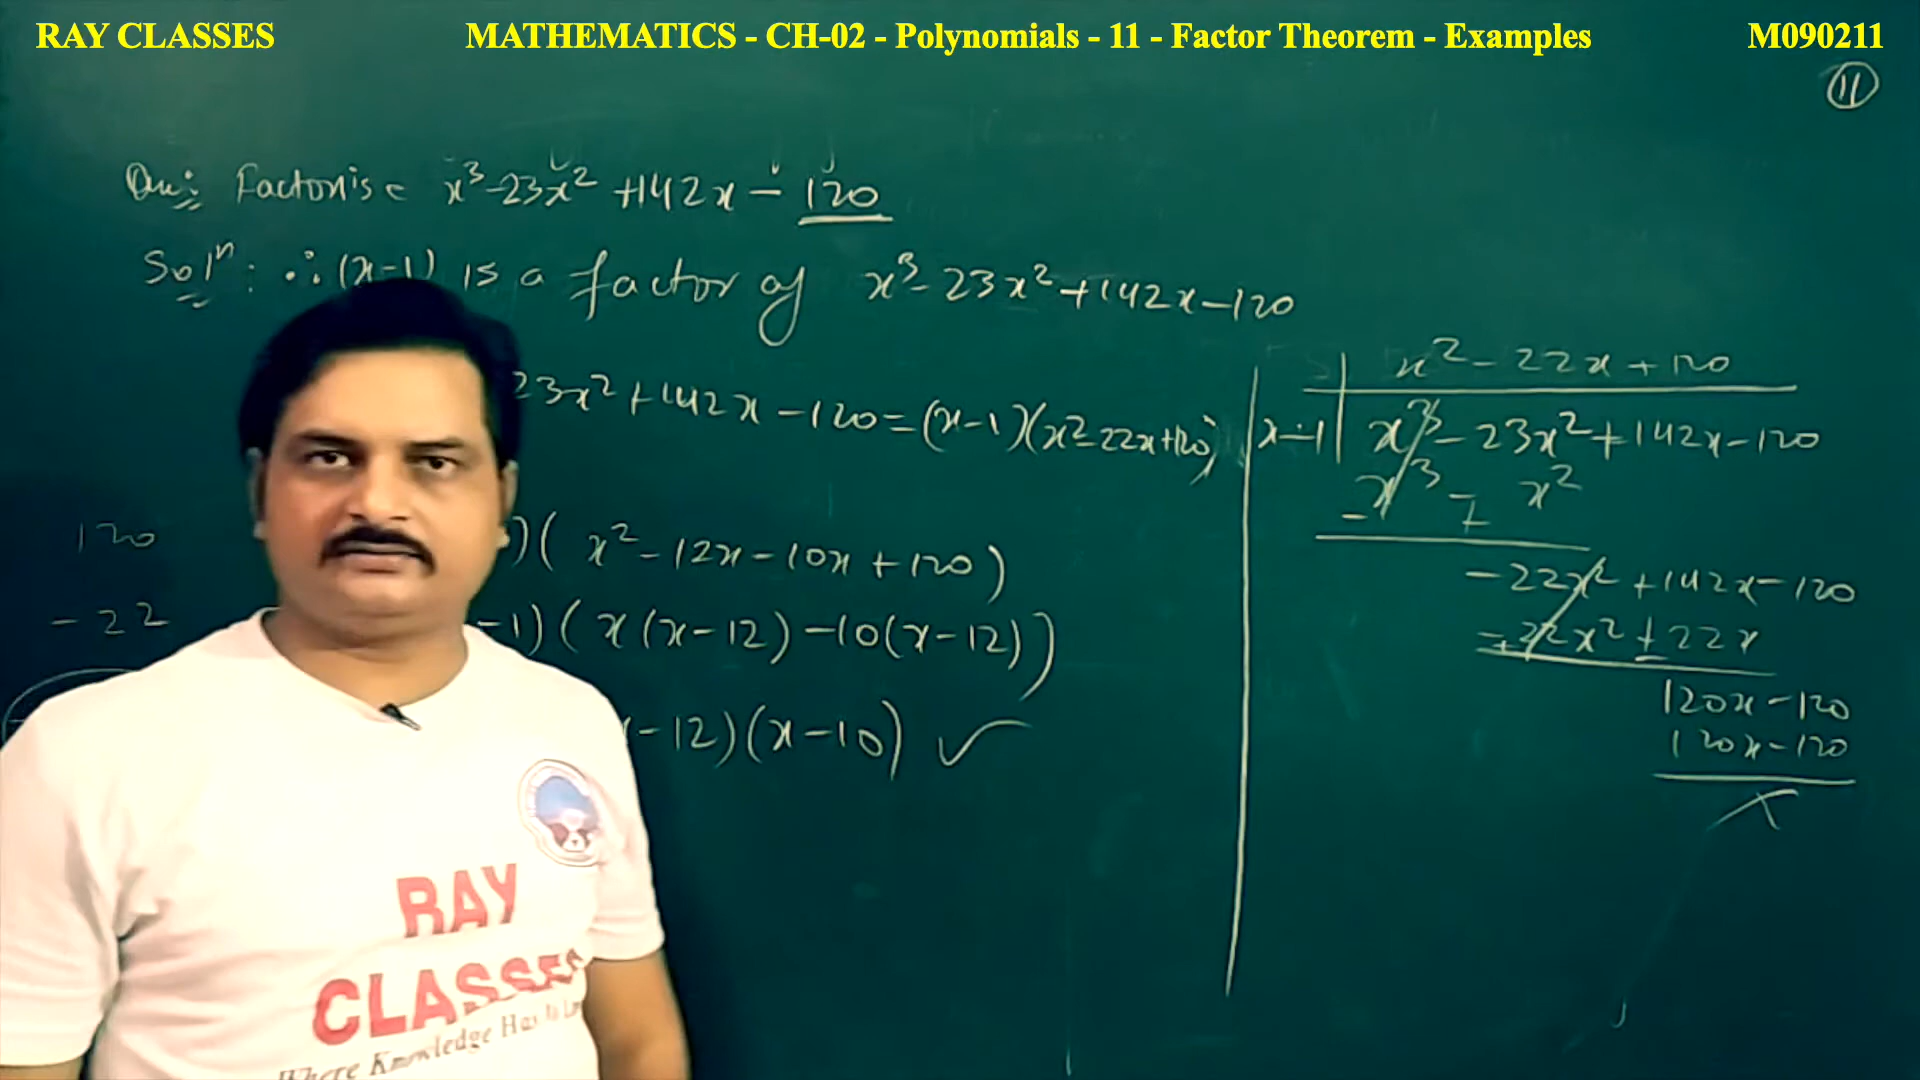 RAY CLASSES MATHEMATICS - CH-02 - Polynomials - 11 - Factor Theorem - Examples M090211
11
Qu: Factorise x³-23x²+142x-120
Solⁿ: ∴ (x-1) is a factor of x³-23x²+142x-120
23x²+142x-120=(x-1)(x²-22x+120)
)(x²-12x-10x+120)
-1)(x(x-12)-10(x-12))
-12)(x-10) ✓
120
-22
x²-22x+120
x-1 x³-23x²+142x-120
x³ - x²
- +
-22x²+142x-120
-22x²+22x
+ -
120x-120
120x-120
x
RAY
CLASSES
Where Knowledge Has